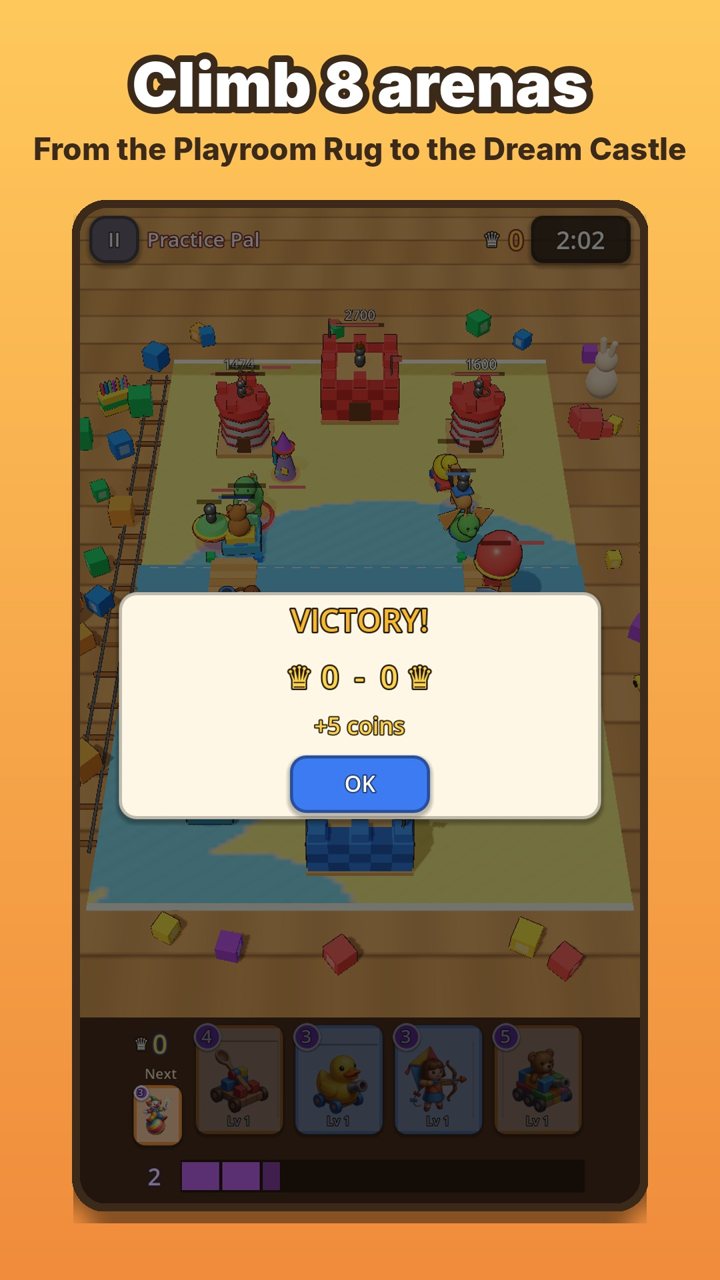 Climb 8 arenas
From the Playroom Rug to the Dream Castle
Practice Pal
0
2:02
2700
1474
1600
VICTORY!
0 - 0
+5 coins
OK
0
Next
3
4
Lv 1
3
Lv 1
3
Lv 1
5
Lv 1
2